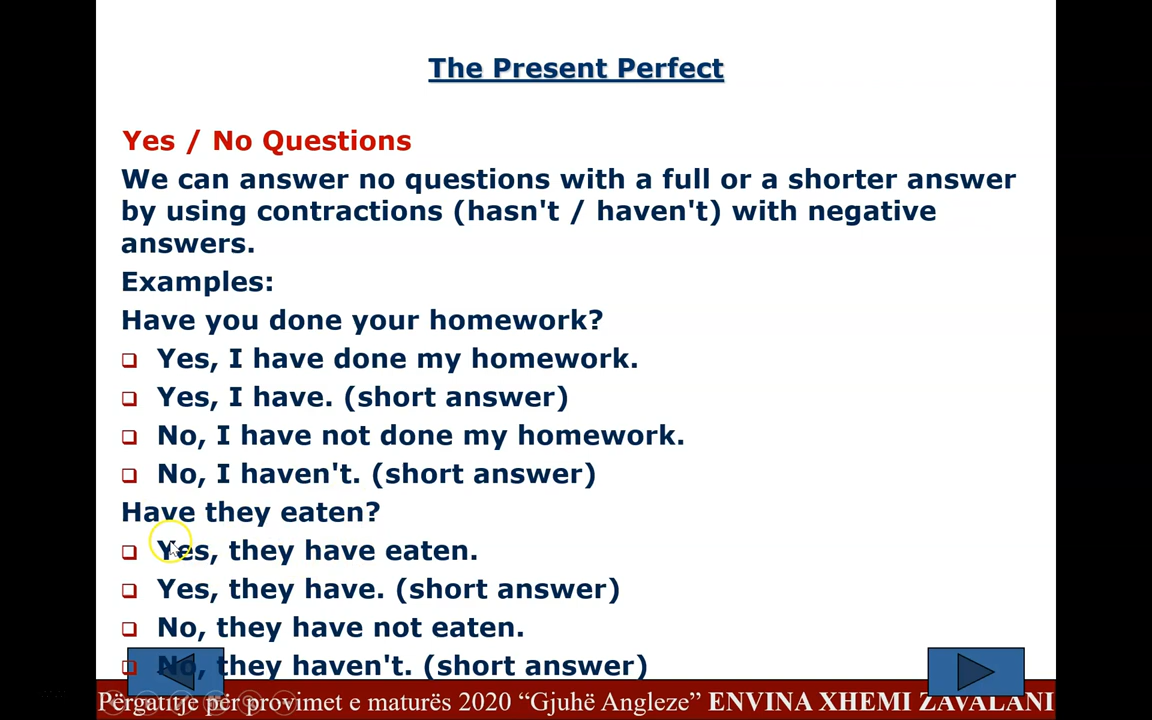 The Present Perfect
Yes / No Questions
We can answer no questions with a full or a shorter answer
by using contractions (hasn't / haven't) with negative
answers.
Examples:
Have you done your homework?
Yes, I have done my homework.
Yes, I have. (short answer)
No, I have not done my homework.
No, I haven't. (short answer)
Have they eaten?
Yes, they have eaten.
Yes, they have. (short answer)
No, they have not eaten.
No, they haven't. (short answer)
Përgatitje për provimet e maturës 2020 “Gjuhë Angleze” ENVINA XHEMI ZAVALANI